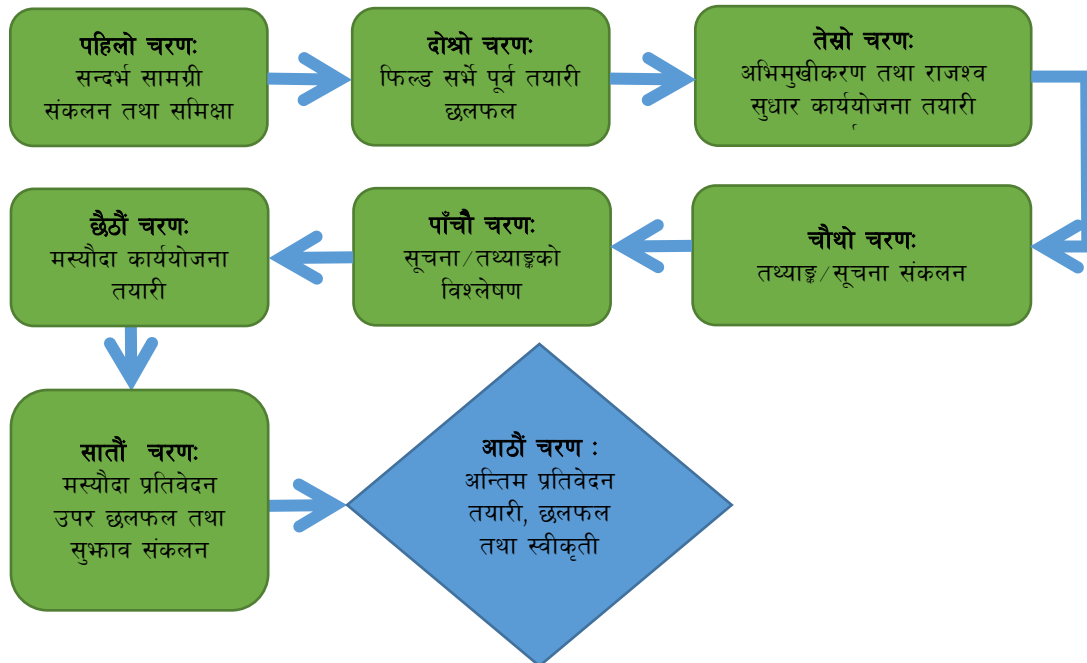 पहिलो चरण:
सन्दर्भ सामग्री
संकलन तथा समिक्षा
दोश्रो चरण:
फिल्ड सर्भे पूर्व तयारी
छलफल
तेस्रो चरण:
अभिमुखीकरण तथा राजश्व
सुधार कार्ययोजना तयारी
चौथो चरण:
तथ्याङ्क/सूचना संकलन
पाँचौ चरण:
सूचना/तथ्याङ्कको
विश्लेषण
छैठौं चरण:
मस्यौदा कार्ययोजना
तयारी
सातौं चरण:
मस्यौदा प्रतिवेदन
उपर छलफल तथा
सुझाव संकलन
आठौं चरण :
अन्तिम प्रतिवेदन
तयारी, छलफल
तथा स्वीकृती